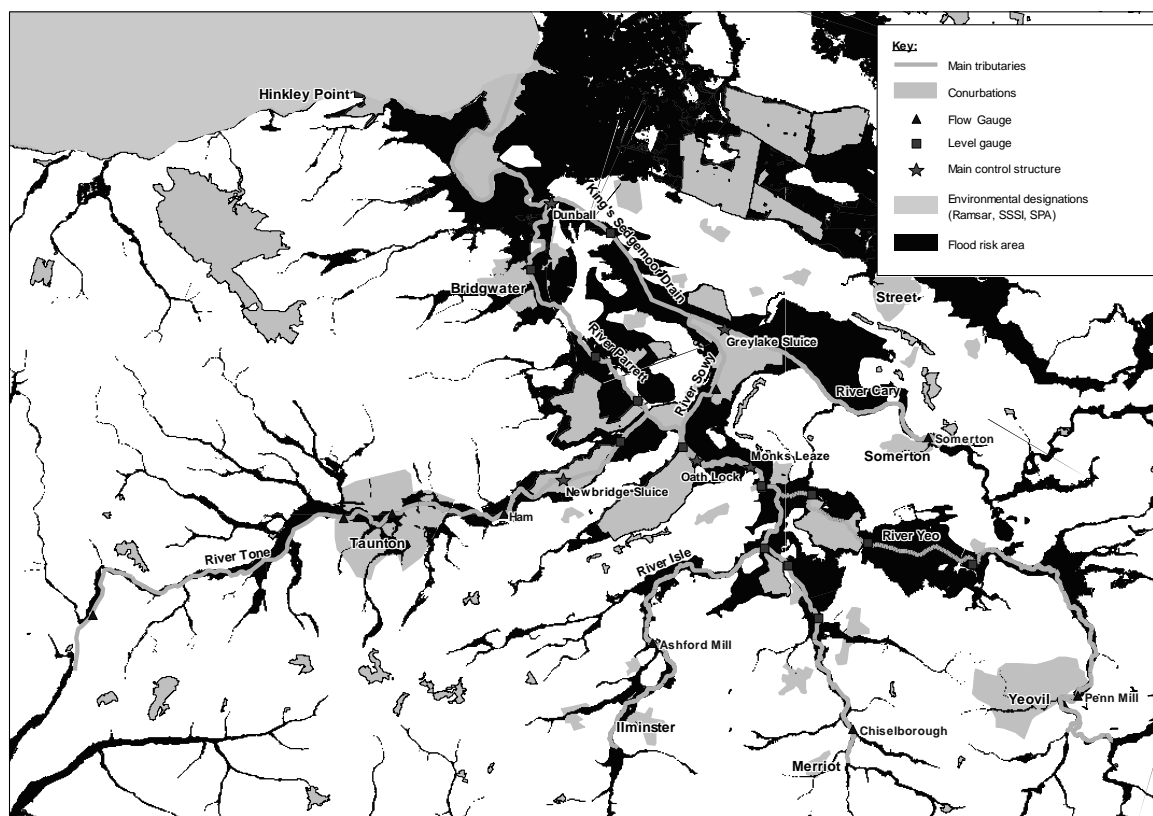 Key:
Main tributaries
Conurbations
Flow Gauge
Level gauge
Main control structure
Environmental designations
(Ramsar, SSSI, SPA)
Flood risk area
Hinkley Point
Dunball
King's Sedgemoor Drain
Bridgwater
Street
River Parrett
Greylake Sluice
River Sowy
River Cary
Somerton
Somerton
Monks Leaze
Oath Lock
Newbridge Sluice
Ham
Taunton
River Tone
River Yeo
River Isle
Ashford Mill
Yeovil
Penn Mill
Ilminster
Chiselborough
Merriot